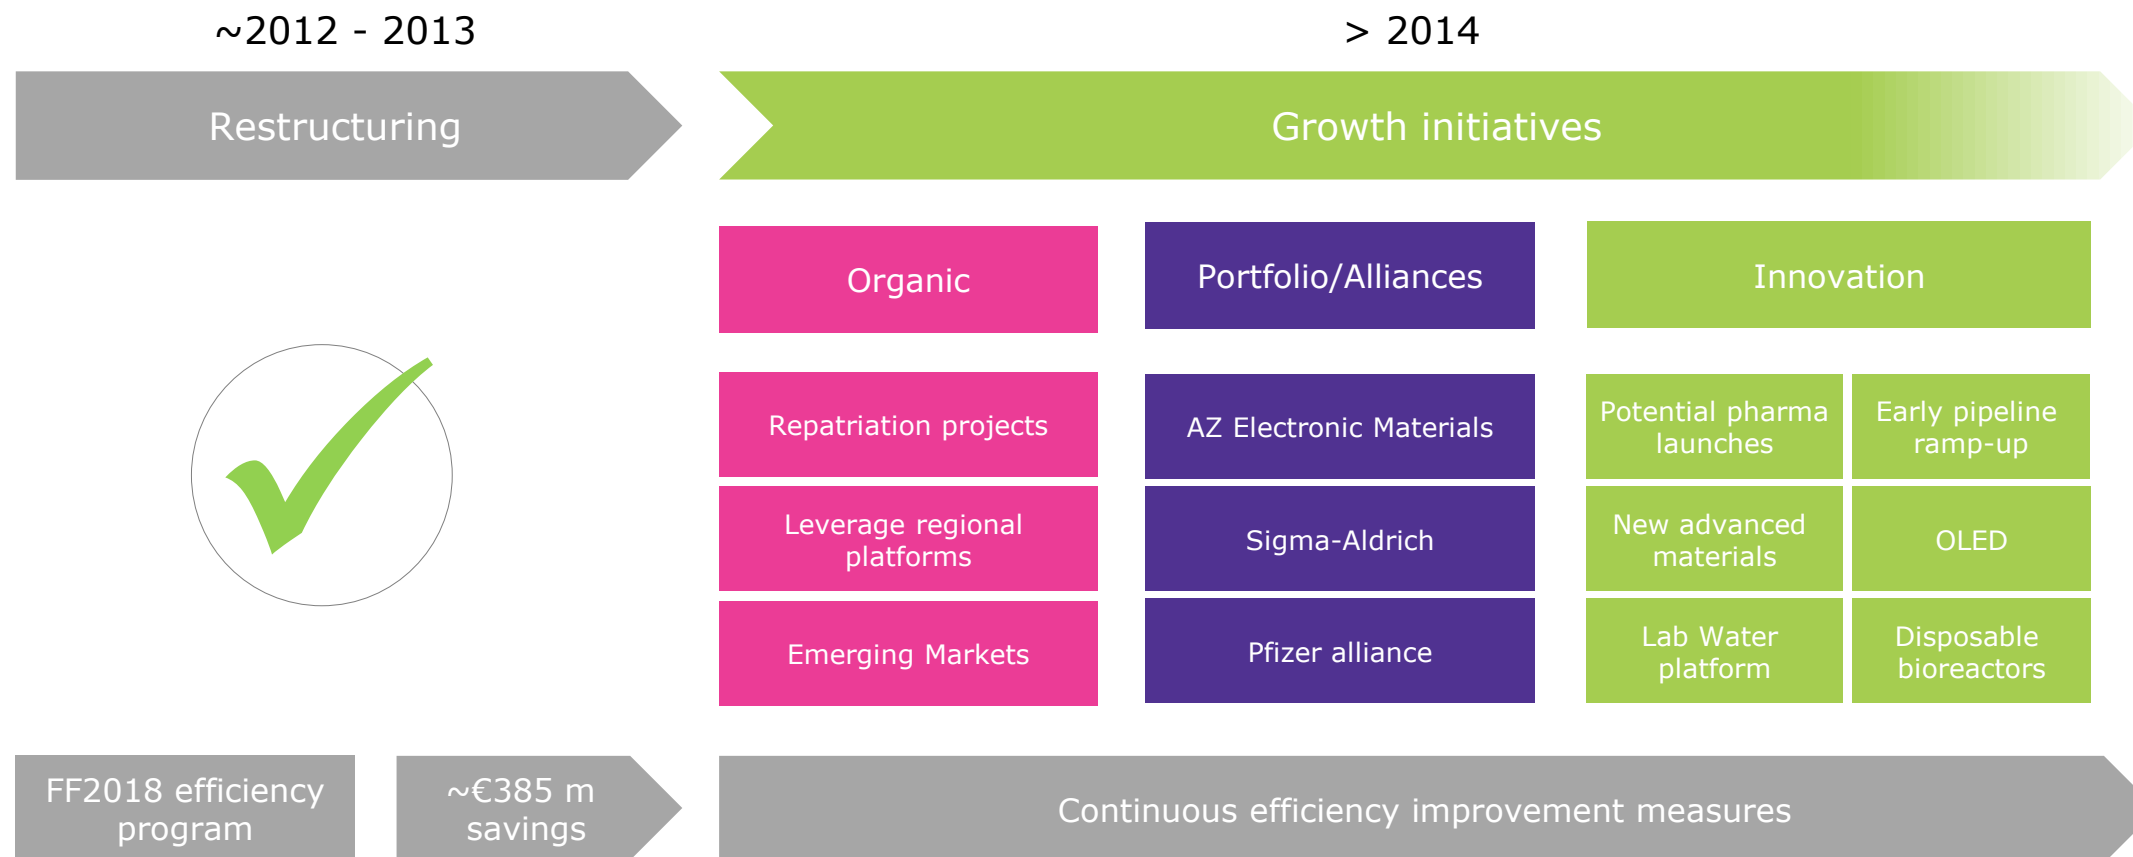 ~2012 - 2013
> 2014
Restructuring
Growth initiatives
Organic
Portfolio/Alliances
Innovation
Repatriation projects
AZ Electronic Materials
Potential pharma
launches
Early pipeline
ramp-up
Leverage regional
platforms
Sigma-Aldrich
New advanced
materials
OLED
Emerging Markets
Pfizer alliance
Lab Water
platform
Disposable
bioreactors
FF2018 efficiency
program
~€385 m
savings
Continuous efficiency improvement measures